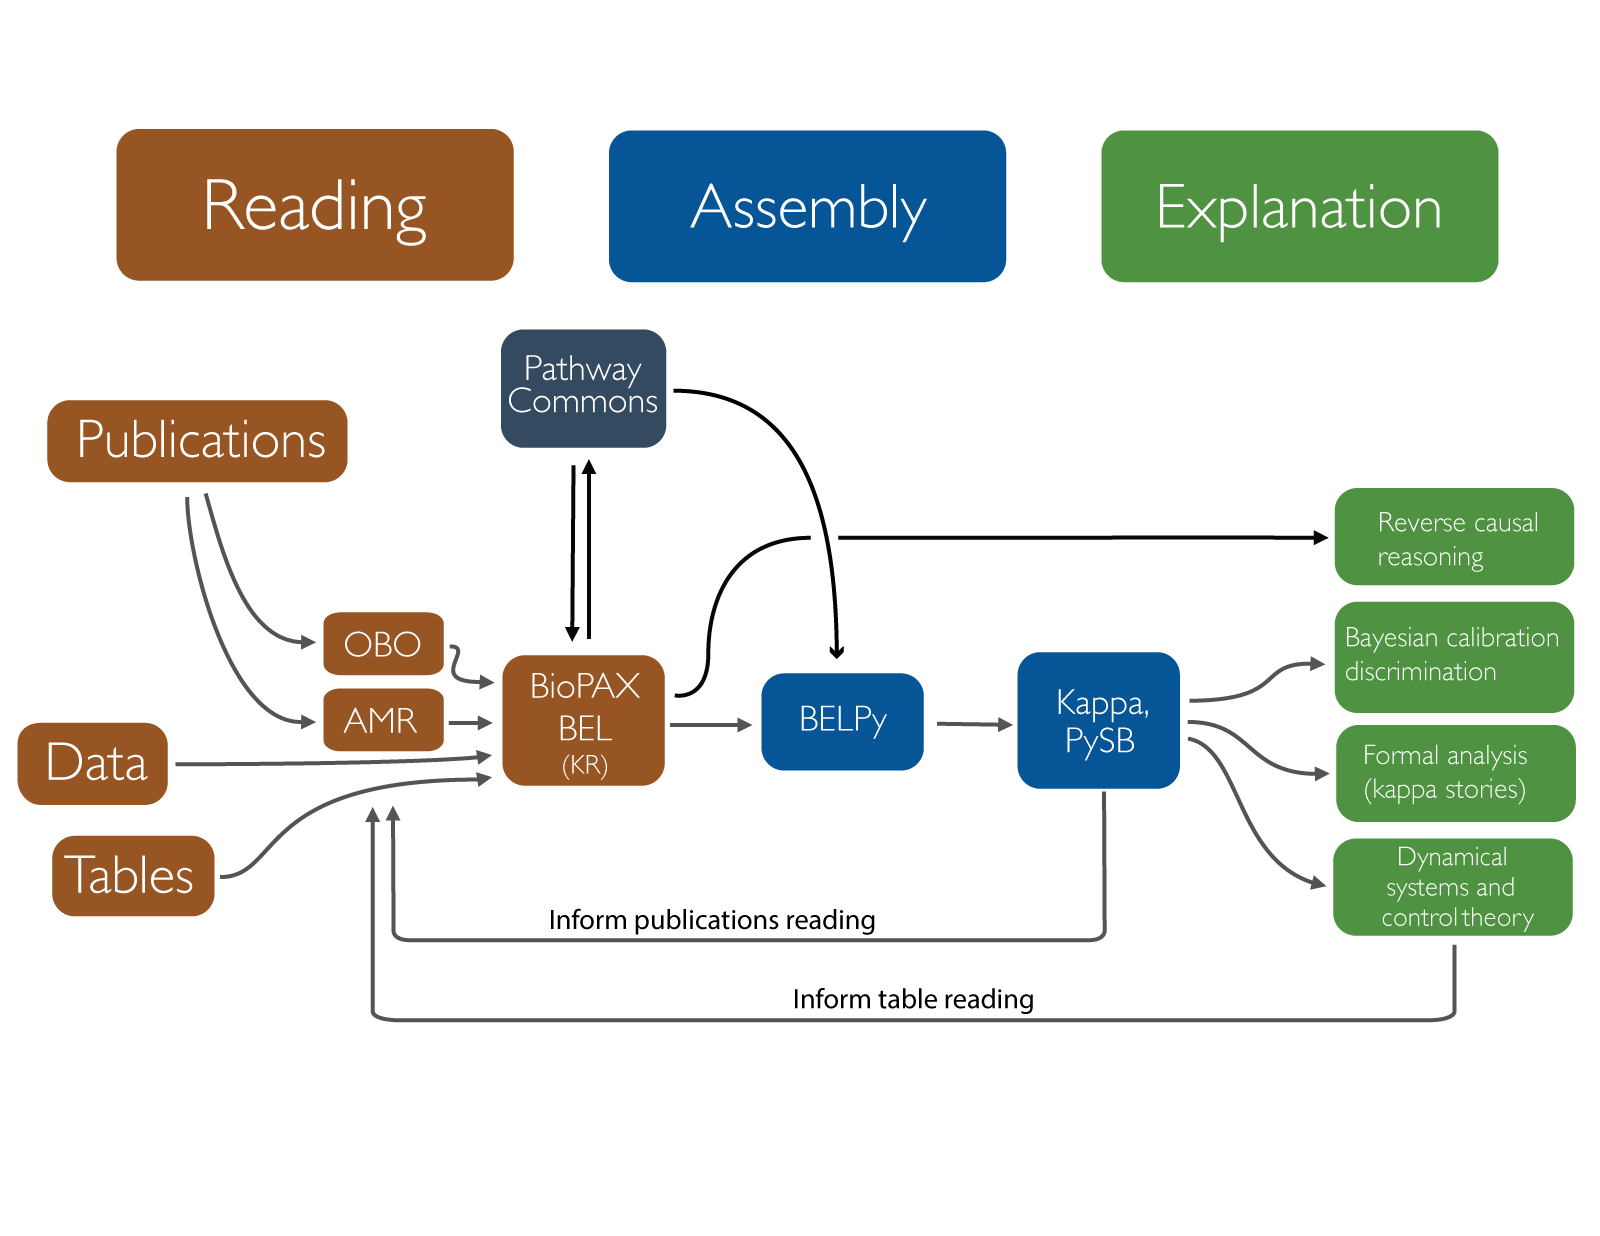 Reading
Assembly
Explanation
Pathway
Commons
Publications
Reverse causal
reasoning
OBO
AMR
Data
Tables
BioPAX
BEL
(KR)
BELPy
Kappa,
PySB
Bayesian calibration
discrimination
Formal analysis
(kappa stories)
Dynamical
systems and
control theory
Inform publications reading
Inform table reading